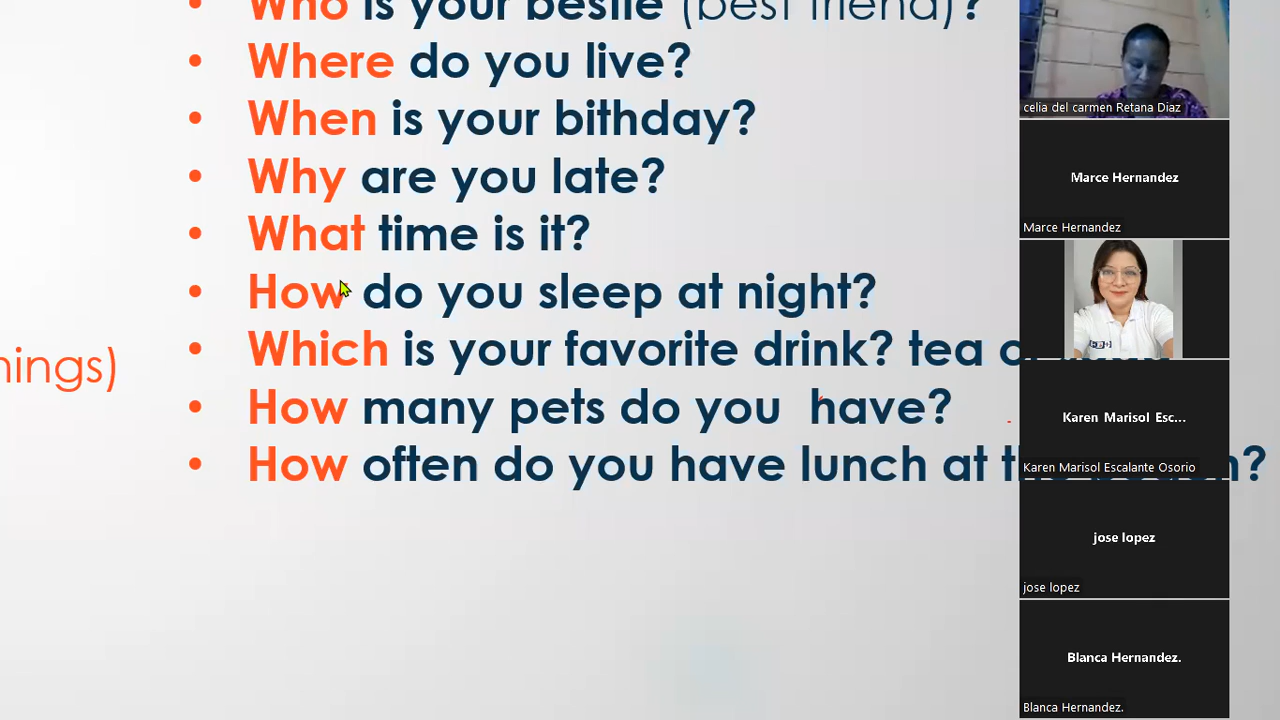 • Who is your bestie (best friend)?
• Where do you live?
• When is your bithday?
• Why are you late?
• What time is it?
• How do you sleep at night?
• Which is your favorite drink? tea
nings)
• How many pets do you have?
• How often do you have lunch at
celia del carmen Retana Diaz
Marce Hernandez
Marce Hernandez
Karen Marisol Esc...
Karen Marisol Escalante Osorio
jose lopez
jose lopez
Blanca Hernandez.
Blanca Hernandez.